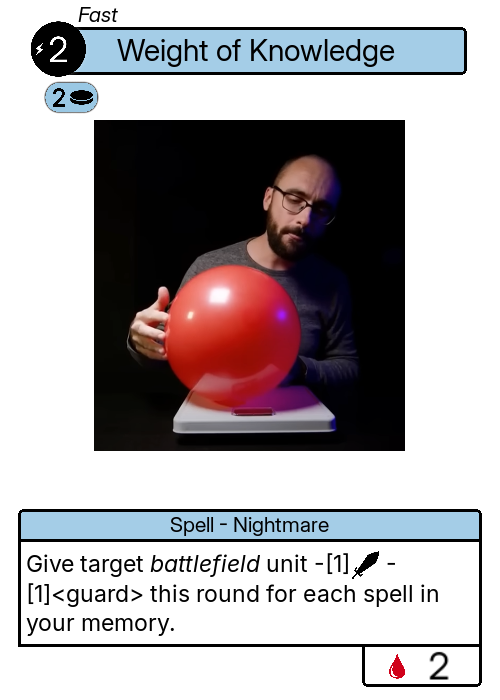 Fast
2 Weight of Knowledge
2
Spell - Nightmare
Give target battlefield unit -[1] -
[1]<guard> this round for each spell in
your memory.
2